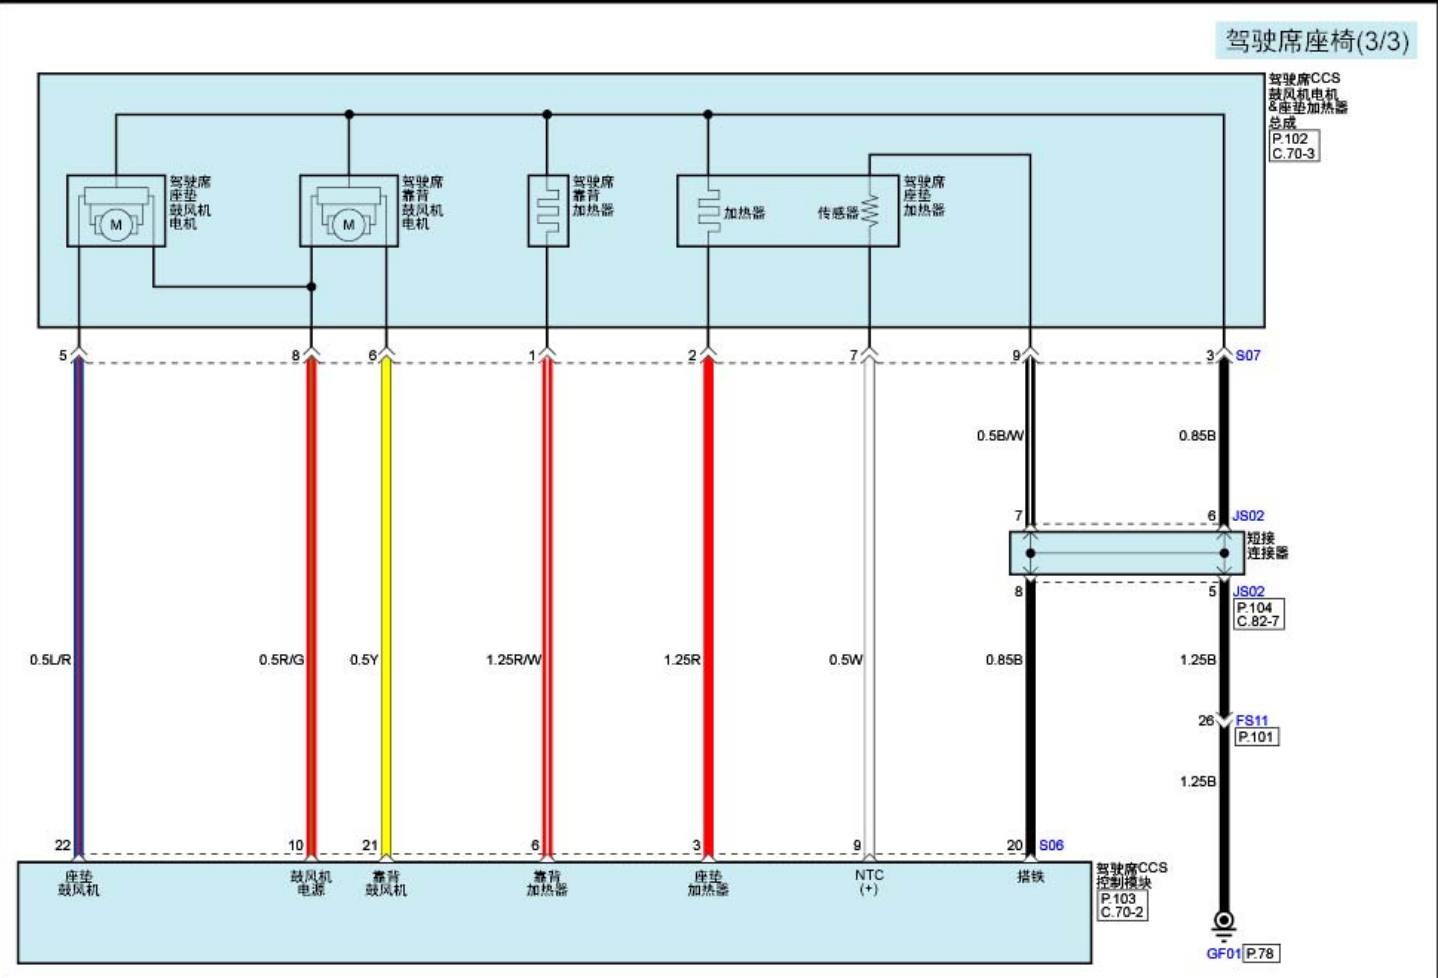 驾驶席座椅(3/3)
驾驶席CCS
鼓风机电机
&座垫加热器
总成
P.102
C.70-3
驾驶席
座垫
鼓风机
电机
M
驾驶席
靠背
鼓风机
电机
M
驾驶席
靠背
加热器
加热器
传感器
驾驶席
座垫
加热器
5
8
6
1
2
7
9
3
S07
0.5B/W
0.85B
7
6
JS02
短接
连接器
8
5
JS02
P.104
C.82-7
0.5L/R
0.5R/G
0.5Y
1.25R/W
1.25R
0.5W
0.85B
1.25B
26
FS11
P.101
1.25B
22
10
21
6
3
9
20
S06
座垫
鼓风机
鼓风机
电源
靠背
鼓风机
靠背
加热器
座垫
加热器
NTC
(+)
搭铁
驾驶席CCS
控制模块
P.103
C.70-2
GF01
P.78